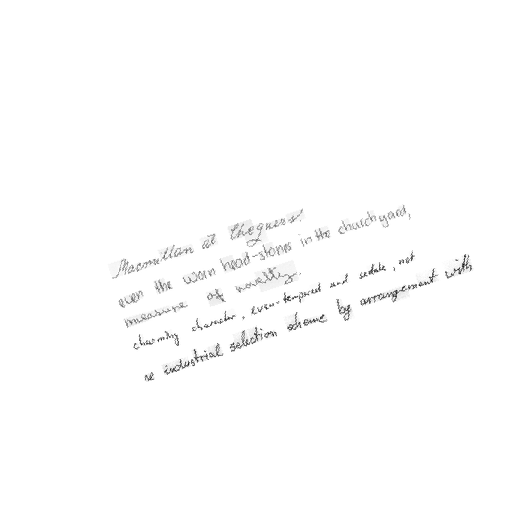 Macmillan at Chequers!
even the worn head-stones in the churchyard,
measure of novelty.
charming character, even-tempered and sedate, not
re industrial selection scheme by arrangement with